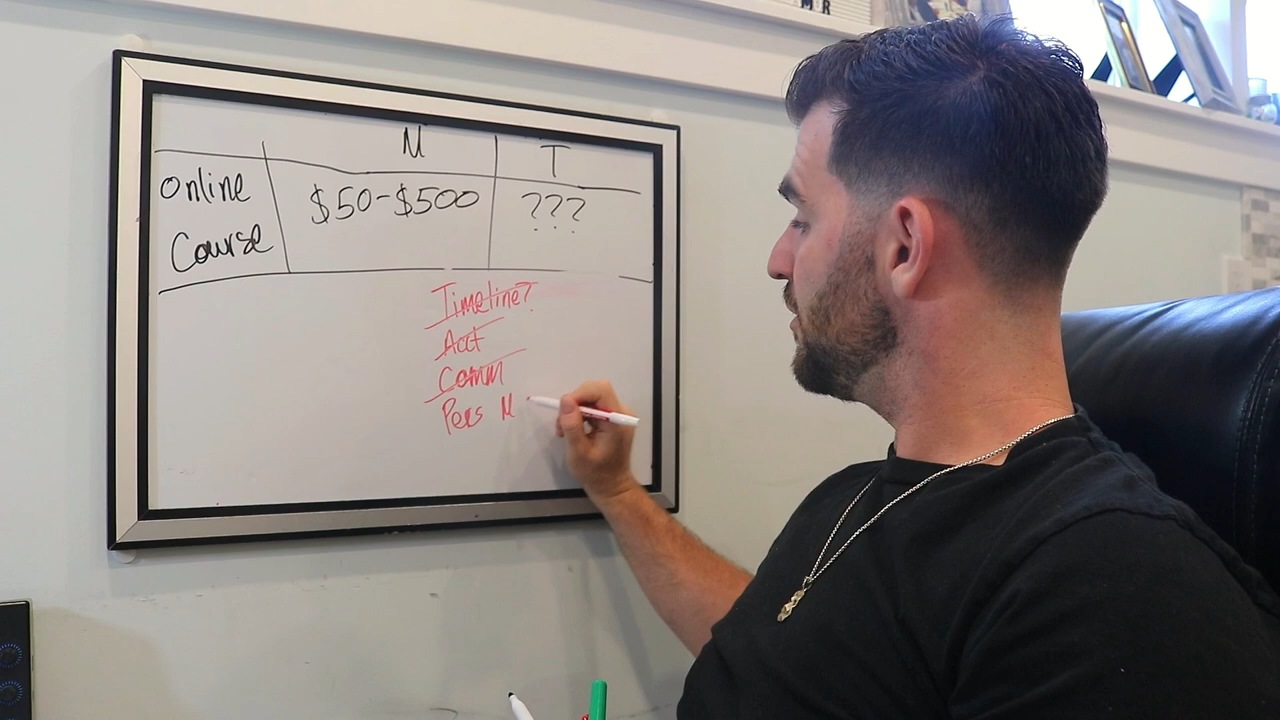 M R
M
T
Online
Course
$50-$500
???
Timeline?
Acct
Comm
Pers M